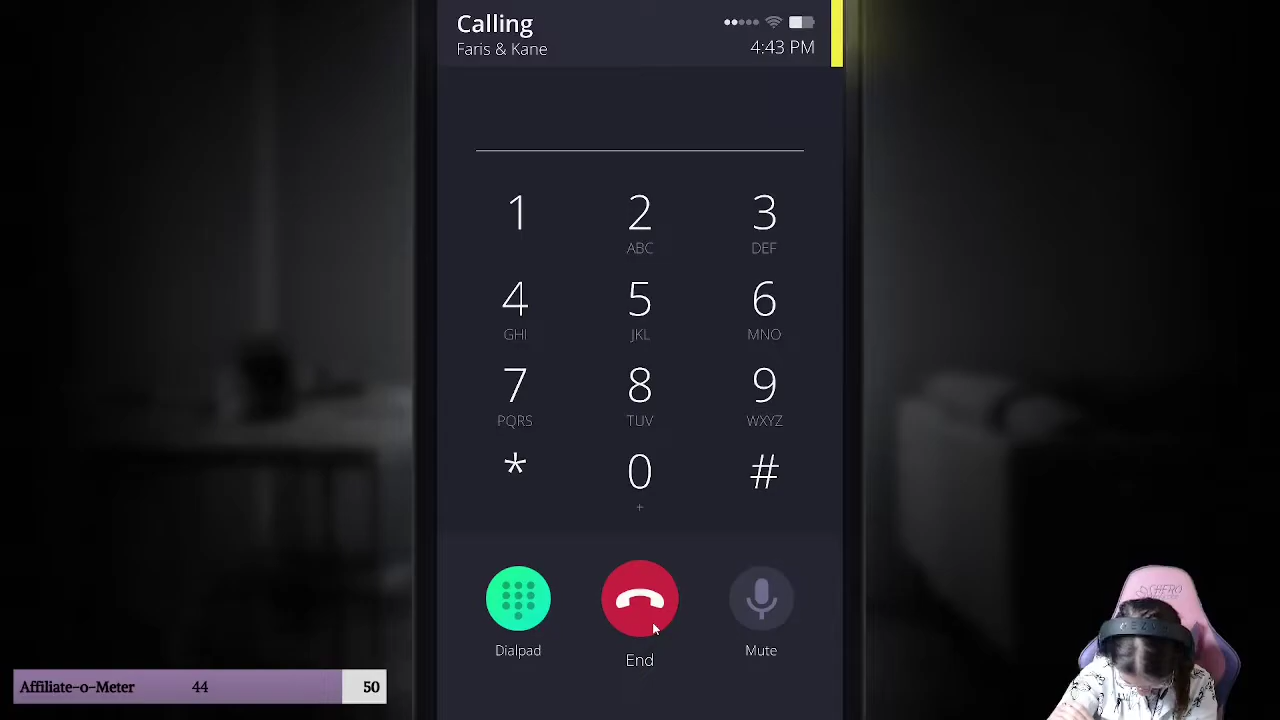 Calling
Faris & Kane
4:43 PM
1
2
3
ABC
DEF
4
5
6
GHI
JKL
MNO
7
8
9
PQRS
TUV
WXYZ
*
0
#
+
Dialpad
End
Mute
Affiliate-o-Meter 44 50